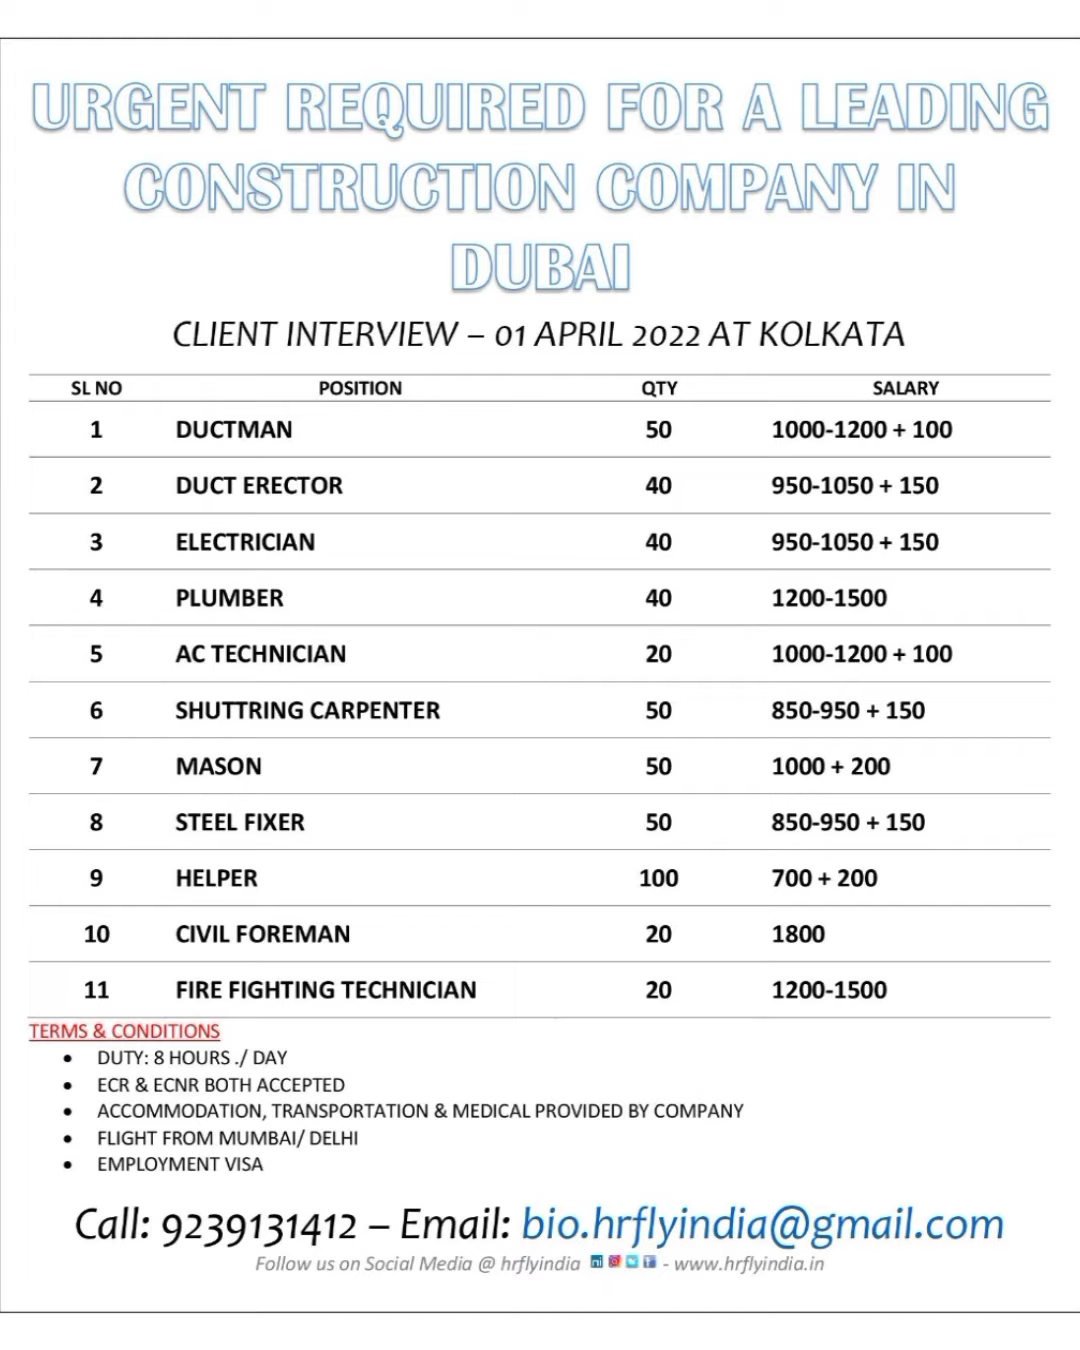 URGENT REQUIRED FOR A LEADING
CONSTRUCTION COMPANY IN
DUBAI
CLIENT INTERVIEW – 01 APRIL 2022 AT KOLKATA
SL NO POSITION QTY SALARY
1 DUCTMAN 50 1000-1200 + 100
2 DUCT ERECTOR 40 950-1050 + 150
3 ELECTRICIAN 40 950-1050 + 150
4 PLUMBER 40 1200-1500
5 AC TECHNICIAN 20 1000-1200 + 100
6 SHUTTRING CARPENTER 50 850-950 + 150
7 MASON 50 1000 + 200
8 STEEL FIXER 50 850-950 + 150
9 HELPER 100 700 + 200
10 CIVIL FOREMAN 20 1800
11 FIRE FIGHTING TECHNICIAN 20 1200-1500
TERMS & CONDITIONS
• DUTY: 8 HOURS ./ DAY
• ECR & ECNR BOTH ACCEPTED
• ACCOMMODATION, TRANSPORTATION & MEDICAL PROVIDED BY COMPANY
• FLIGHT FROM MUMBAI/ DELHI
• EMPLOYMENT VISA
Call: 9239131412 – Email: bio.hrflyindia@gmail.com
Follow us on Social Media @ hrflyindia - www.hrflyindia.in